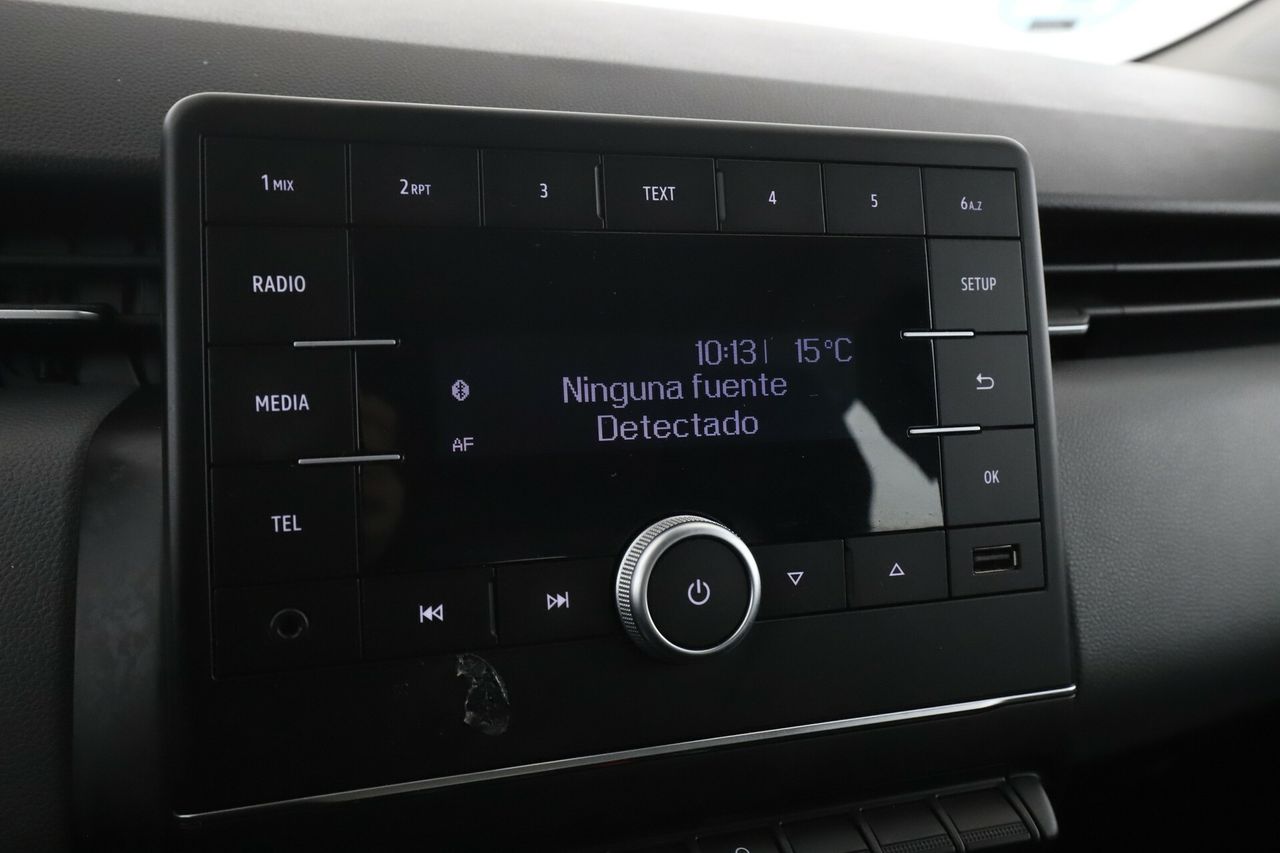 1 MIX 2 RPT 3 TEXT 4 5 6 A..Z
RADIO
SETUP
10:13 | 15°C
MEDIA
Ninguna fuente
AF
Detectado
OK
TEL